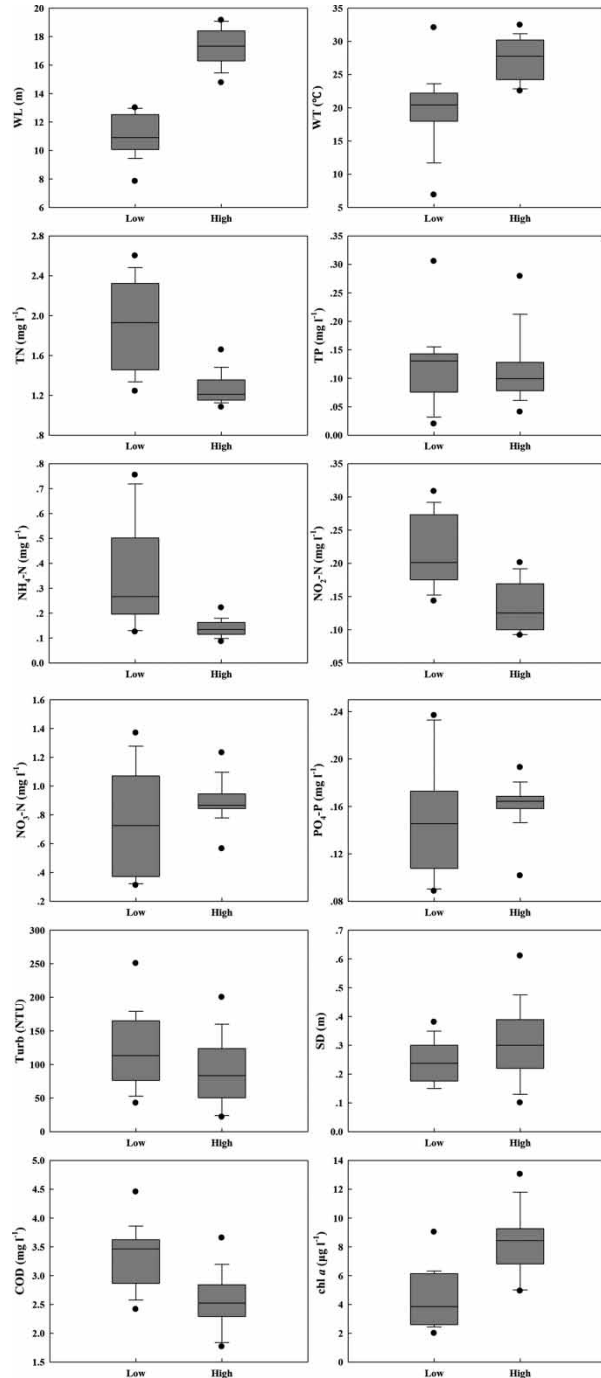 WL (m)
18
16
14
12
10
8
6
Low
High
WT (℃)
35
30
25
20
15
10
5
Low
High
TN (mg l⁻¹)
2.8
2.4
2.0
1.6
1.2
.8
Low
High
TP (mg l⁻¹)
.35
.30
.25
.20
.15
.10
.05
0.00
Low
High
NH₄-N (mg l⁻¹)
.8
.7
.6
.5
.4
.3
.2
.1
0.0
Low
High
NO₂-N (mg l⁻¹)
.35
.30
.25
.20
.15
.10
.05
Low
High
NO₃-N (mg l⁻¹)
1.6
1.4
1.2
1.0
.8
.6
.4
.2
Low
High
PO₄-P (mg l⁻¹)
.24
.20
.16
.12
.08
Low
High
Turb (NTU)
300
250
200
150
100
50
0
Low
High
SD (m)
.7
.6
.5
.4
.3
.2
.1
0.0
Low
High
COD (mg l⁻¹)
5.0
4.5
4.0
3.5
3.0
2.5
2.0
1.5
Low
High
chl a (µg l⁻¹)
14
12
10
8
6
4
2
0
Low
High